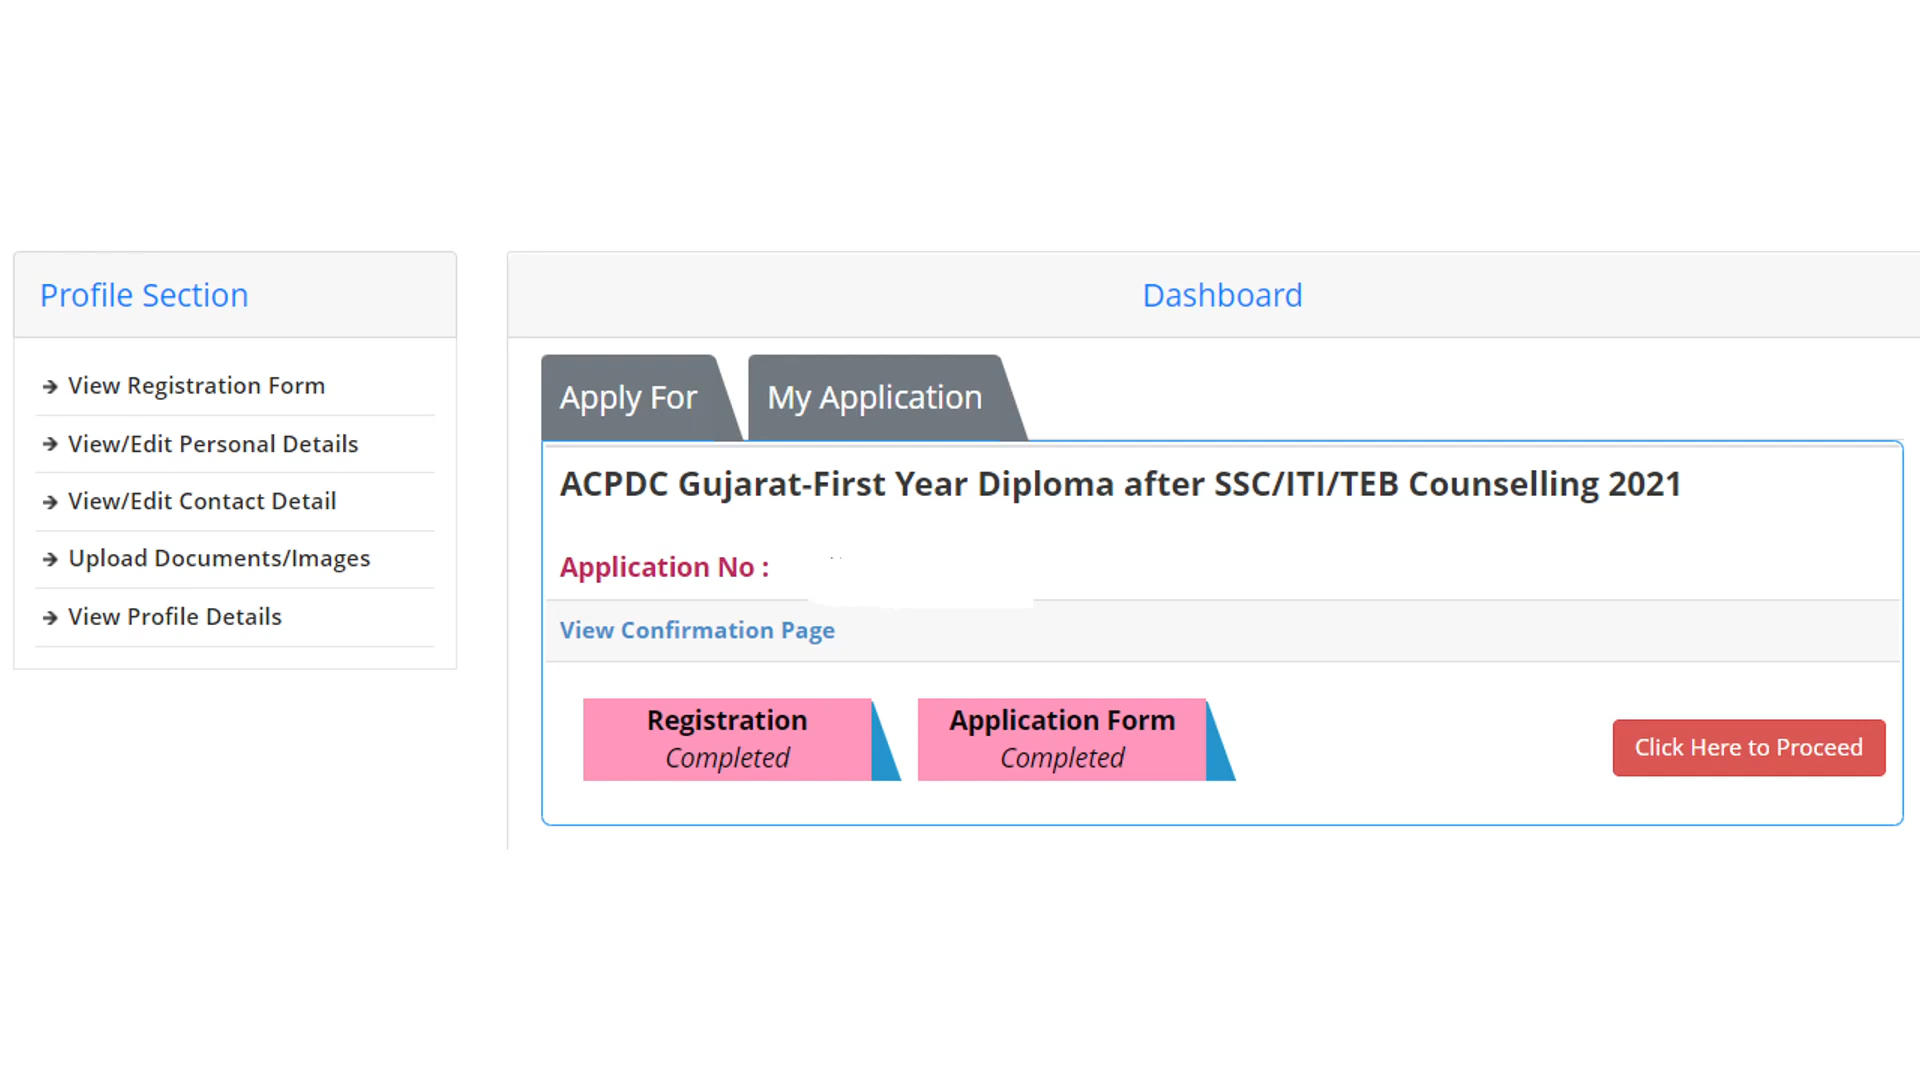 Profile Section
View Registration Form
View/Edit Personal Details
View/Edit Contact Detail
Upload Documents/Images
View Profile Details
Dashboard
Apply For
My Application
ACPDC Gujarat-First Year Diploma after SSC/ITI/TEB Counselling 2021
Application No :
View Confirmation Page
Registration
Completed
Application Form
Completed
Click Here to Proceed